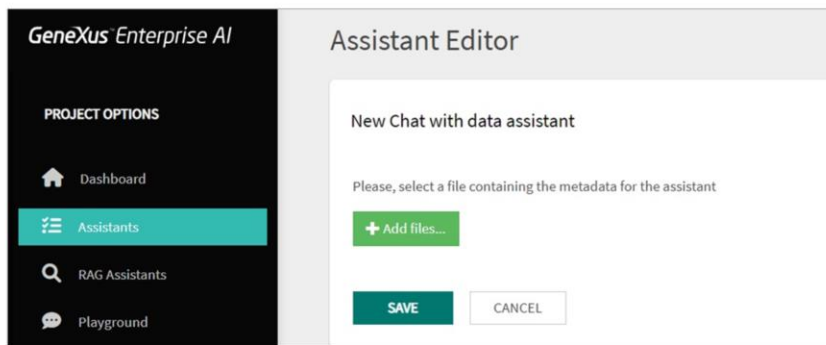 GeneXus™ Enterprise AI
PROJECT OPTIONS
Dashboard
Assistants
RAG Assistants
Playground
Assistant Editor
New Chat with data assistant
Please, select a file containing the metadata for the assistant
+ Add files...
SAVE
CANCEL